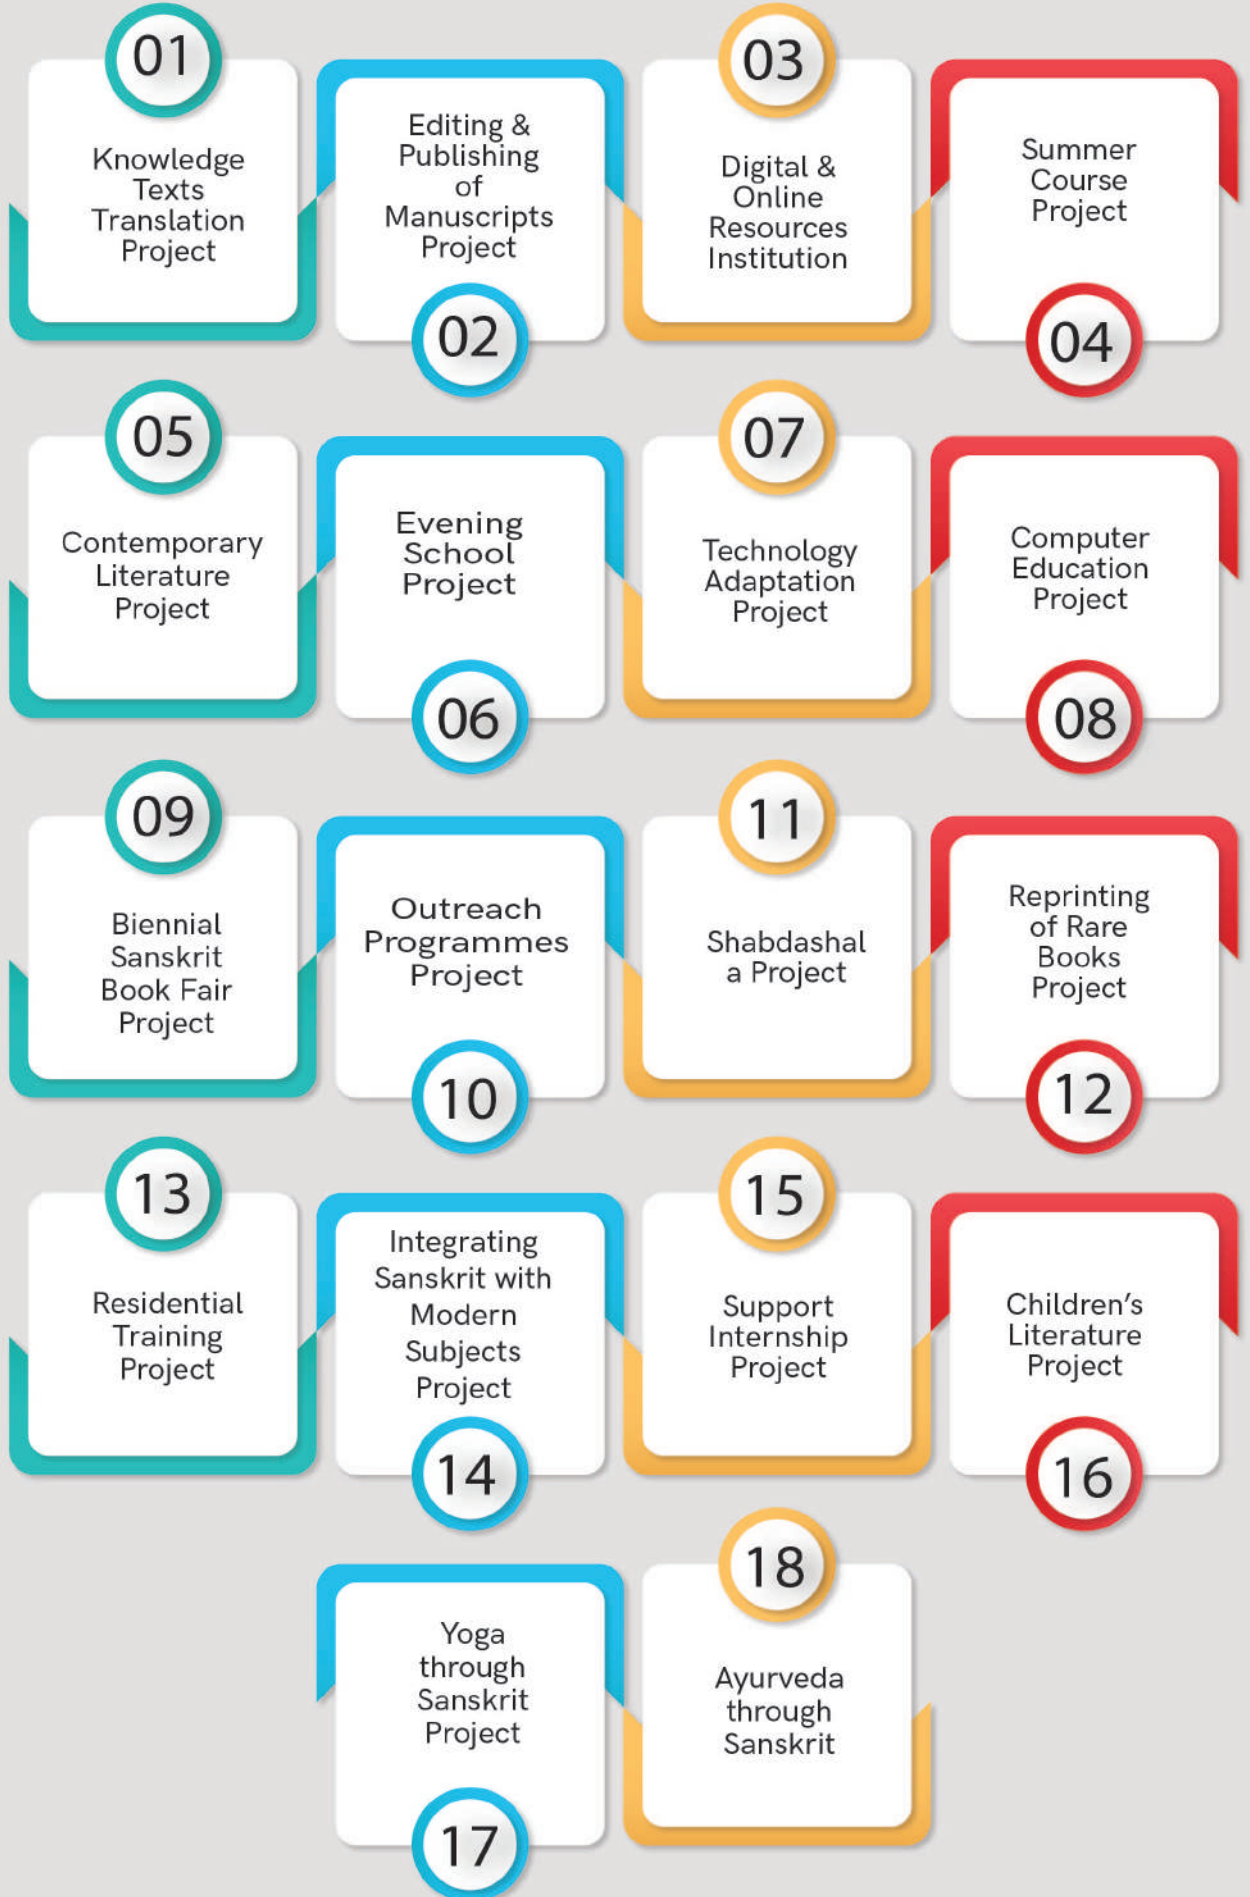 01
Knowledge
Texts
Translation
Project
Editing &
Publishing
of
Manuscripts
Project
02
03
Digital &
Online
Resources
Institution
Summer
Course
Project
04
05
Contemporary
Literature
Project
Evening
School
Project
06
07
Technology
Adaptation
Project
Computer
Education
Project
08
09
Biennial
Sanskrit
Book Fair
Project
Outreach
Programmes
Project
10
11
Shabdashal
a Project
Reprinting
of Rare
Books
Project
12
13
Residential
Training
Project
Integrating
Sanskrit with
Modern
Subjects
Project
14
15
Support
Internship
Project
Children's
Literature
Project
16
Yoga
through
Sanskrit
Project
17
18
Ayurveda
through
Sanskrit